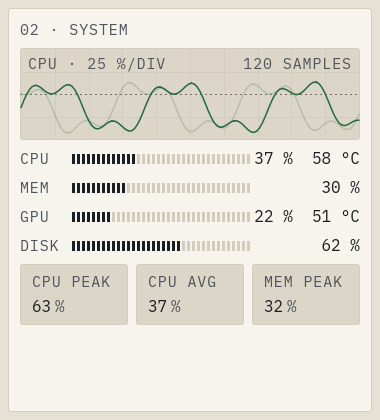 02 · SYSTEM
CPU · 25 %/DIV 120 SAMPLES
CPU 37 % 58 °C
MEM 30 %
GPU 22 % 51 °C
DISK 62 %
CPU PEAK CPU AVG MEM PEAK
63 % 37 % 32 %